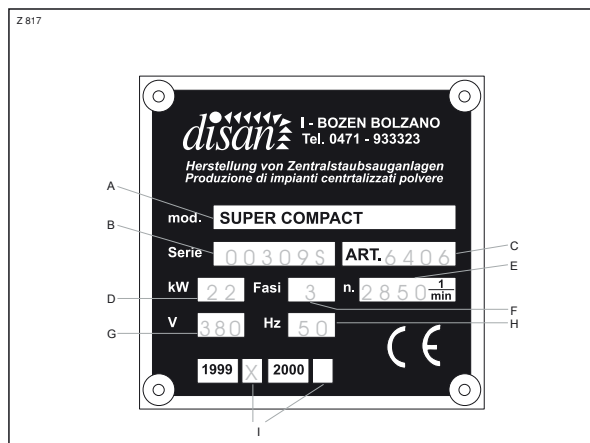 Z 817
disan
I - BOZEN BOLZANO
Tel. 0471 - 933323
Herstellung von Zentralstaubsauganlagen
Produzione di impianti centrtalizzati polvere
A
mod. SUPER COMPACT
B
Serie 00309S ART. 6406
C
E
kW 22 Fasi 3 n. 2850 1/min
D
F
V 380 Hz 50
G
H
CE
1999 X 2000
I